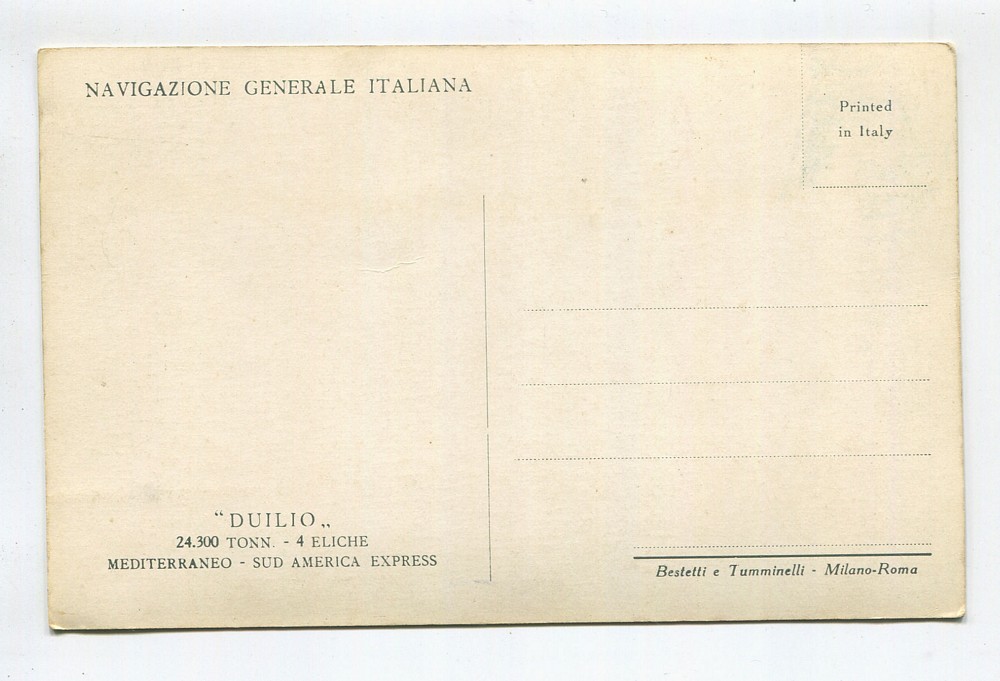 NAVIGAZIONE GENERALE ITALIANA
Printed
in Italy
“DUILIO„
24.300 TONN. - 4 ELICHE
MEDITERRANEO - SUD AMERICA EXPRESS
Bestetti e Tumminelli - Milano-Roma